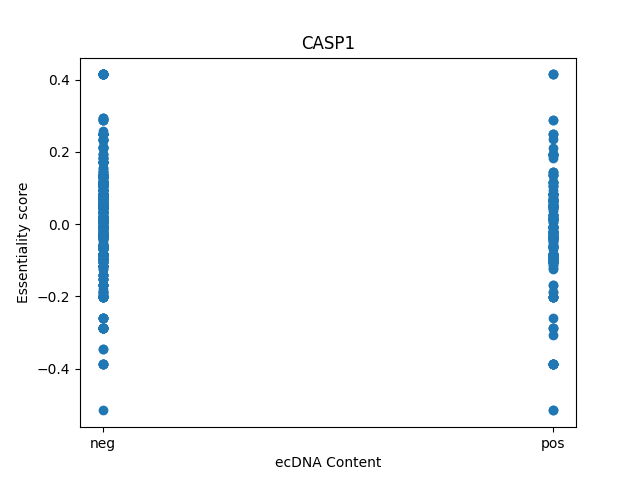 CASP1
Essentiality score
0.4
0.2
0.0
−0.2
−0.4
neg
pos
ecDNA Content